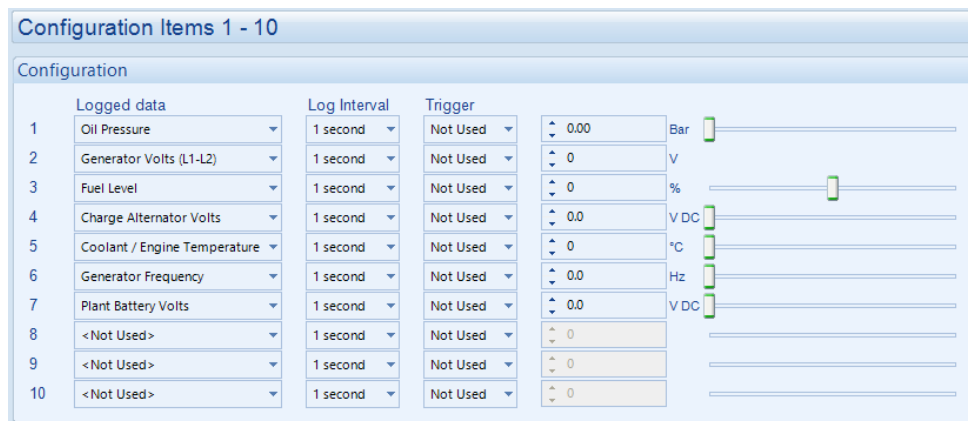 Configuration Items 1 - 10
Configuration
Logged data Log Interval Trigger
1 Oil Pressure 1 second Not Used 0.00 Bar
2 Generator Volts (L1-L2) 1 second Not Used 0 V
3 Fuel Level 1 second Not Used 0 %
4 Charge Alternator Volts 1 second Not Used 0.0 V DC
5 Coolant / Engine Temperature 1 second Not Used 0 °C
6 Generator Frequency 1 second Not Used 0.0 Hz
7 Plant Battery Volts 1 second Not Used 0.0 V DC
8 <Not Used> 1 second Not Used 0
9 <Not Used> 1 second Not Used 0
10 <Not Used> 1 second Not Used 0